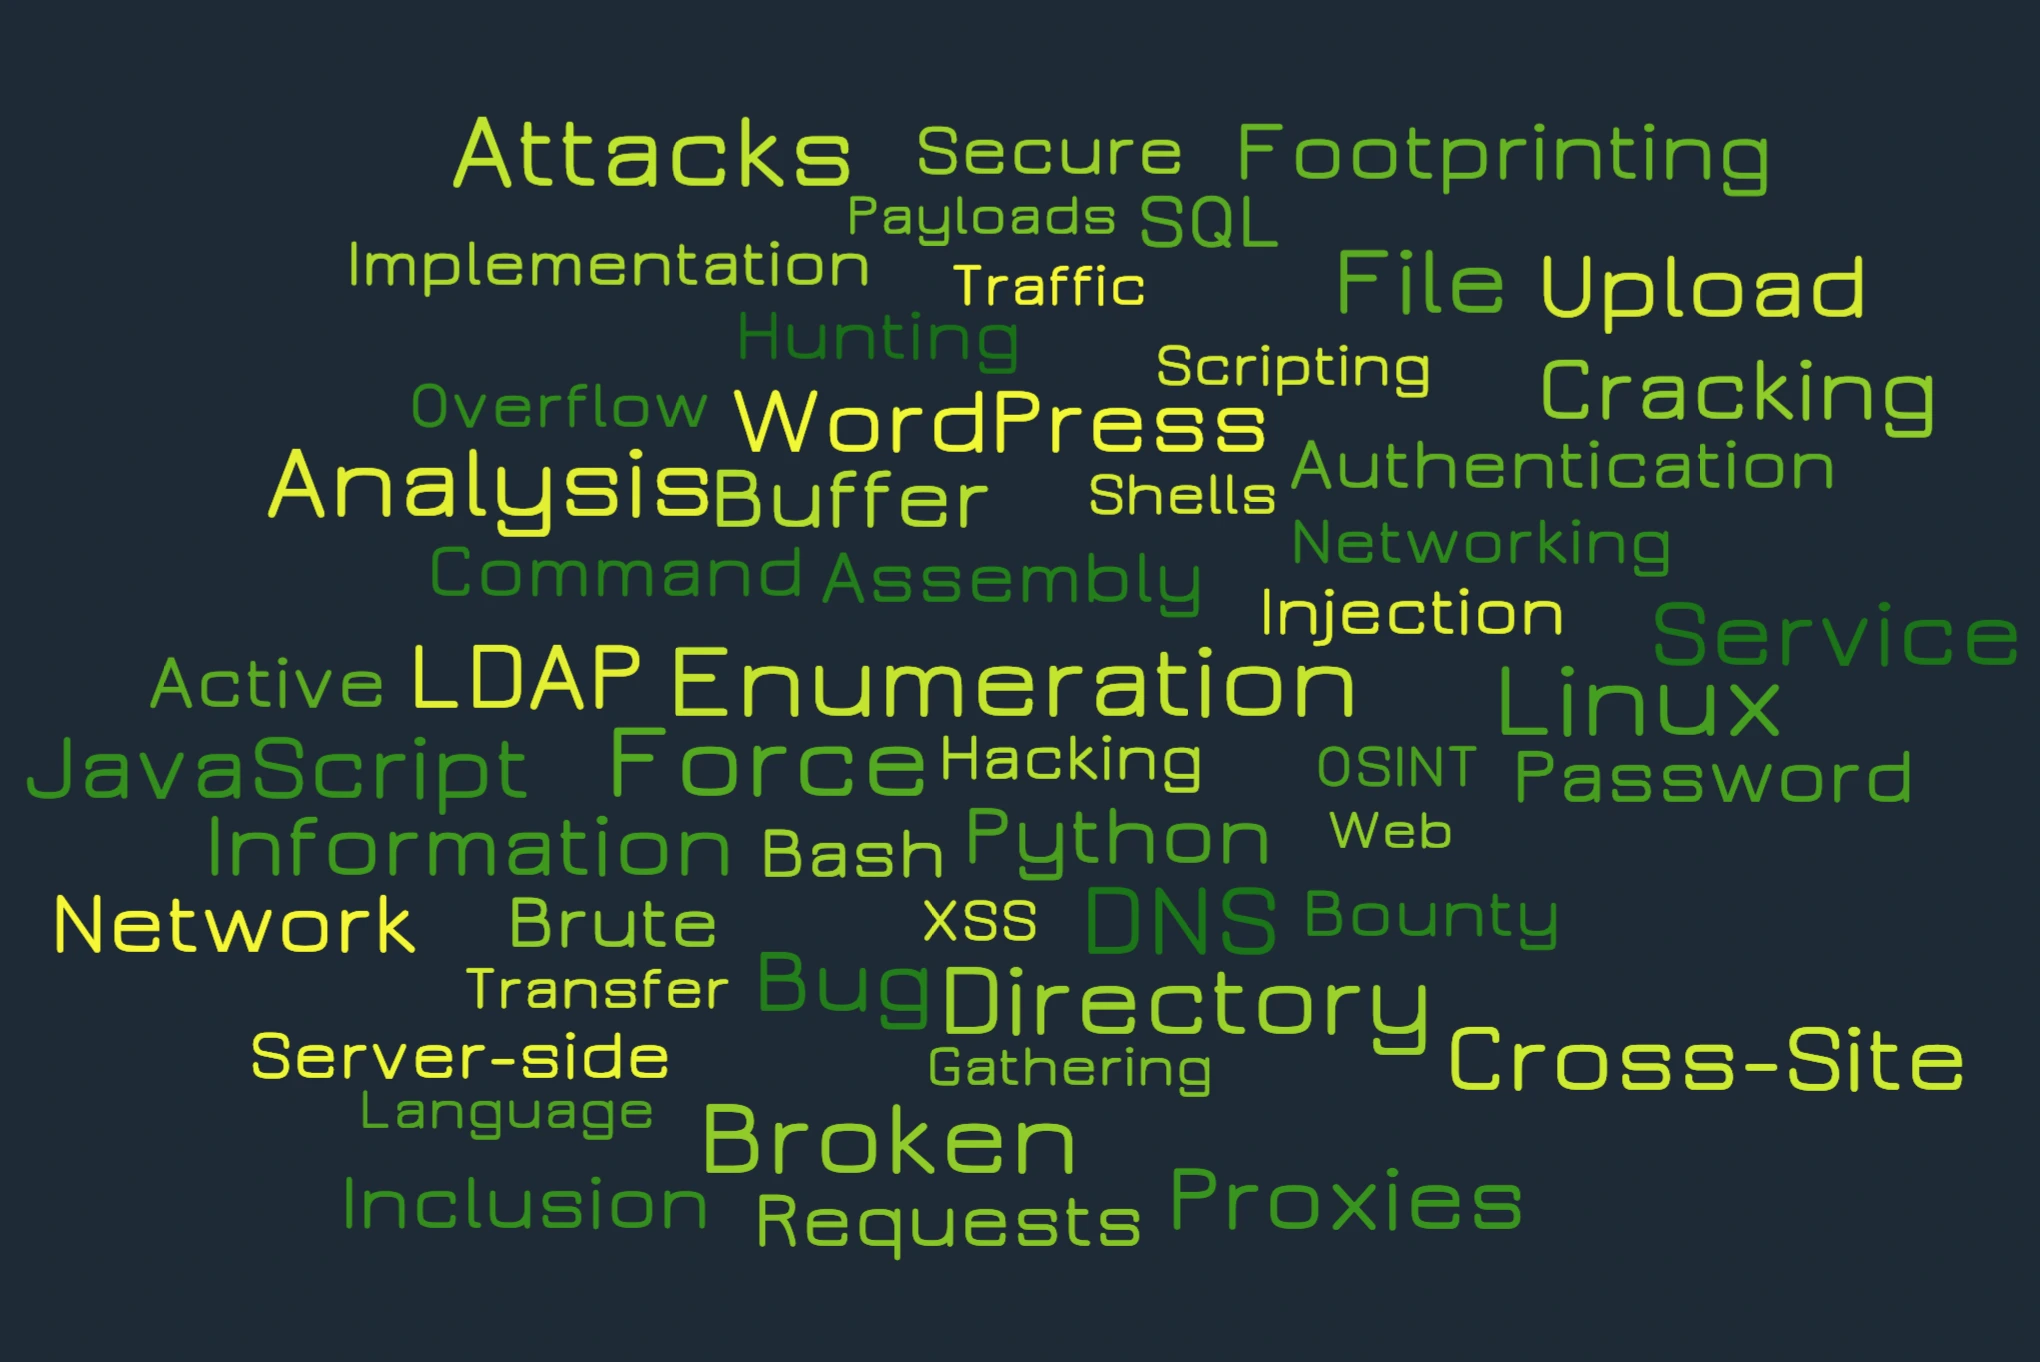 Attacks Secure Footprinting
Payloads SQL
Implementation Traffic File Upload
Hunting Scripting Cracking
Overflow WordPress
Analysis Buffer Shells Authentication
Networking
Command Assembly Injection Service
Active LDAP Enumeration Linux
JavaScript Force Hacking OSINT Password
Information Bash Python Web
Network Brute XSS DNS Bounty
Transfer Bug Directory
Server-side Gathering Cross-Site
Language Broken
Inclusion Requests Proxies